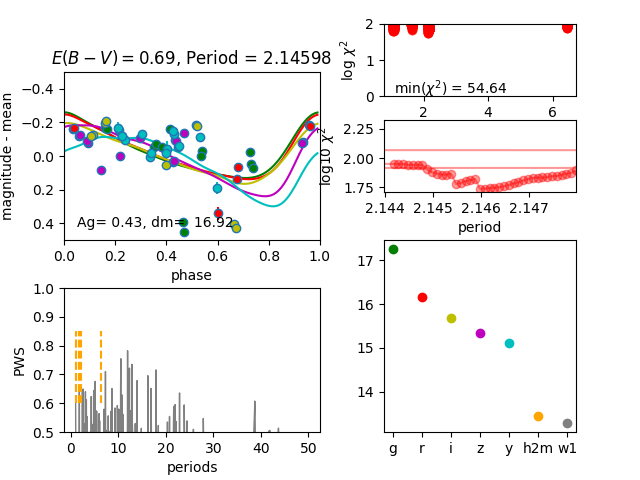 E(B − V) = 0.69, Period = 2.14598
magnitude - mean
−0.4
−0.2
0.0
0.2
0.4
Ag= 0.43, dm= 16.92
0.0 0.2 0.4 0.6 0.8 1.0
phase
log χ²
2
1
0
min(χ²) = 54.64
2 4 6
log10 χ²
2.25
2.00
1.75
2.144 2.145 2.146 2.147
period
PWS
1.0
0.9
0.8
0.7
0.6
0.5
0 10 20 30 40 50
periods
17
16
15
14
g r i z y h2m w1